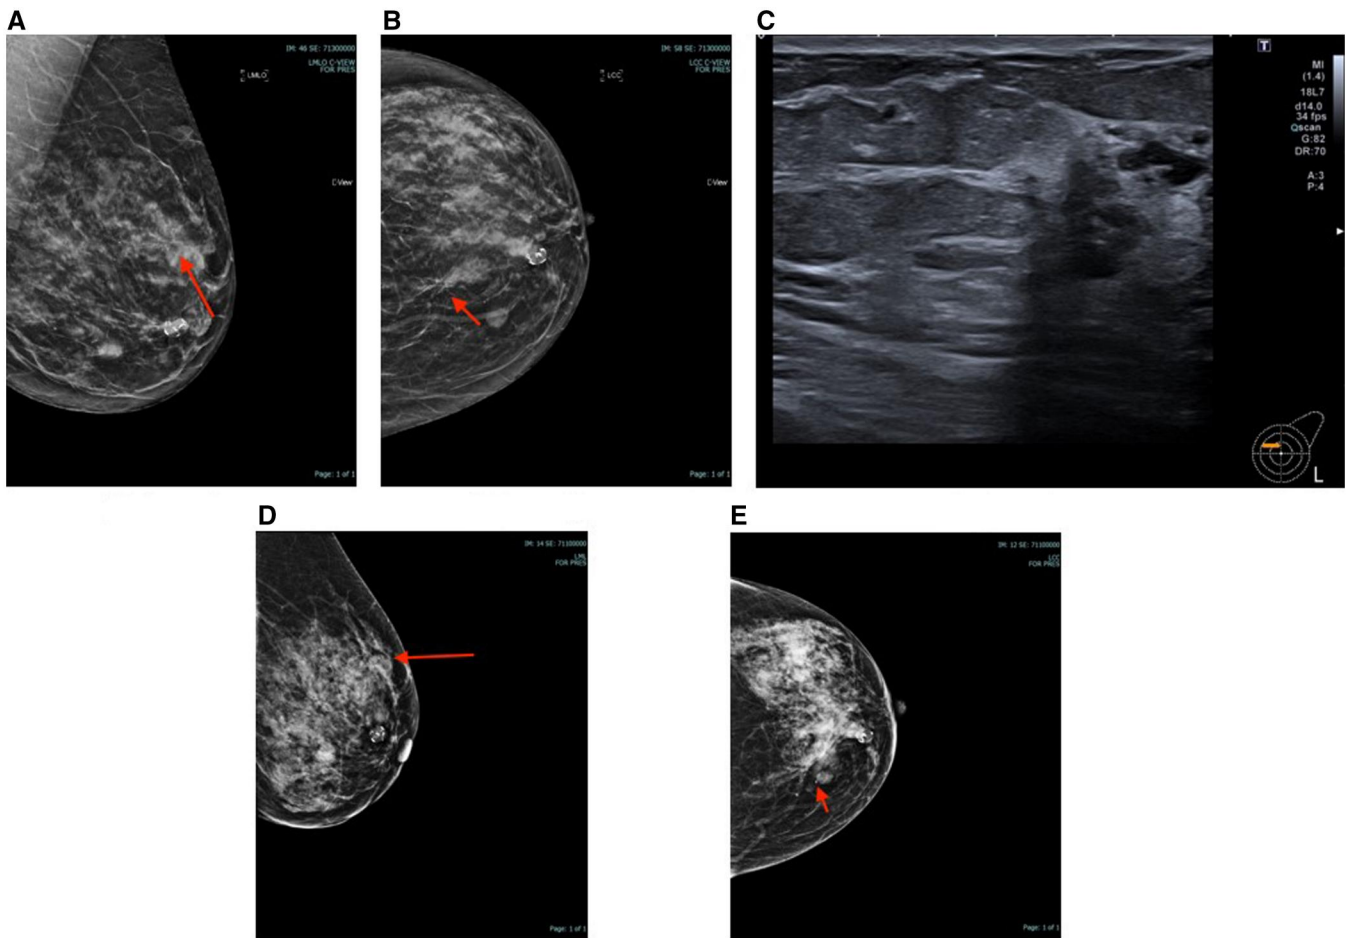 A
IM: 46 SE: 71300000
LMLO C-VIEW
FOR PRES
LMLO
C-View
Page: 1 of 1
B
IM: 58 SE: 71300000
LCC C-VIEW
FOR PRES
LCC
C-View
Page: 1 of 1
C
T
MI
(1.4)
18L7
d14.0
34 fps
Qscan
G:82
DR:70
A:3
P:4
L
D
IM: 14 SE: 71100000
LML
FOR PRES
Page: 1 of 1
E
IM: 12 SE: 71100000
LCC
FOR PRES
Page: 1 of 1